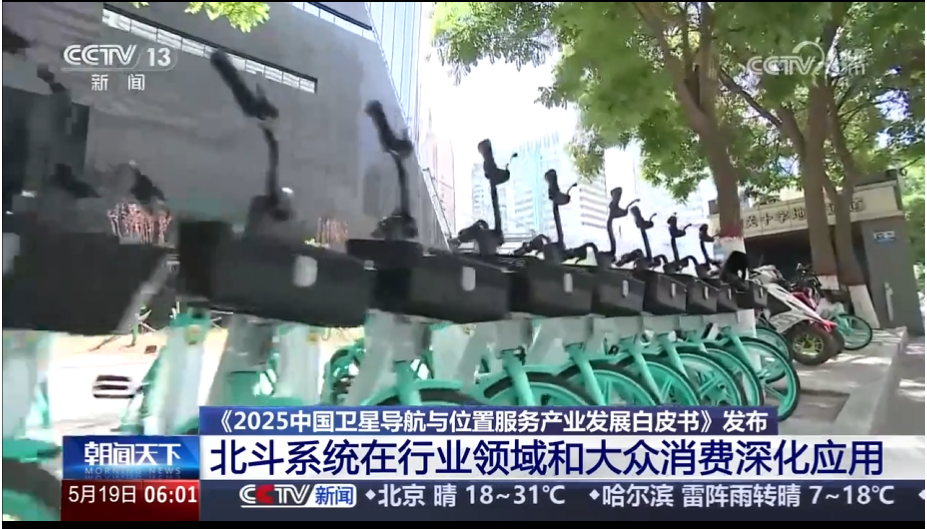 CCTV 13
新闻
CCTV
《2025中国卫星导航与位置服务产业发展白皮书》发布
朝闻天下
MORNING NEWS
北斗系统在行业领域和大众消费深化应用
5月19日 06:01
CCTV 新闻 ◆北京 晴 18~31℃ ◆哈尔滨 雷阵雨转晴 7~18℃